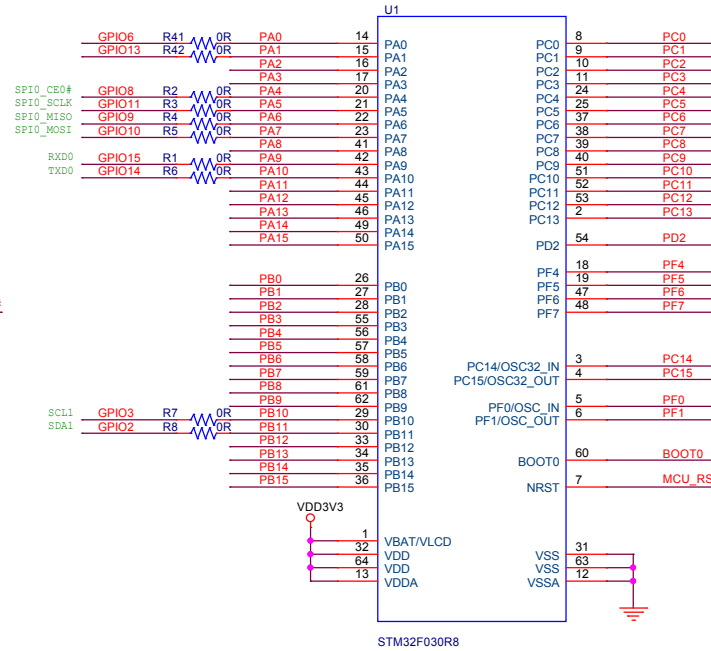 U1
GPIO6 R41 0R PA0 14 PA0 PC0 8 PC0
GPIO13 R42 0R PA1 15 PA1 PC1 9 PC1
PA2 16 PA2 PC2 10 PC2
PA3 17 PA3 PC3 11 PC3
SPI0_CE0# GPIO8 R2 0R PA4 20 PA4 PC4 24 PC4
SPI0_SCLK GPIO11 R3 0R PA5 21 PA5 PC5 25 PC5
SPI0_MISO GPIO9 R4 0R PA6 22 PA6 PC6 37 PC6
SPI0_MOSI GPIO10 R5 0R PA7 23 PA7 PC7 38 PC7
PA8 41 PA8 PC8 39 PC8
RXD0 GPIO15 R1 0R PA9 42 PA9 PC9 40 PC9
TXD0 GPIO14 R6 0R PA10 43 PA10 PC10 51 PC10
PA11 44 PA11 PC11 52 PC11
PA12 45 PA12 PC12 53 PC12
PA13 46 PA13 PC13 2 PC13
PA14 49 PA14
PA15 50 PA15 PD2 54 PD2
PF4 18 PF4
PB0 26 PB0 PF5 19 PF5
PB1 27 PB1 PF6 47 PF6
PB2 28 PB2 PF7 48 PF7
PB3 55 PB3
PB4 56 PB4
PB5 57 PB5
PB6 58 PB6 PC14/OSC32_IN 3 PC14
PB7 59 PB7 PC15/OSC32_OUT 4 PC15
PB8 61 PB8
PB9 62 PB9 PF0/OSC_IN 5 PF0
SCL1 GPIO3 R7 0R PB10 29 PB10 PF1/OSC_OUT 6 PF1
SDA1 GPIO2 R8 0R PB11 30 PB11
PB12 33 PB12
PB13 34 PB13 BOOT0 60 BOOT0
PB14 35 PB14
PB15 36 PB15 NRST 7 MCU_RS
VDD3V3
1 VBAT/VLCD
32 VDD VSS 31
64 VDD VSS 63
13 VDDA VSSA 12
STM32F030R8